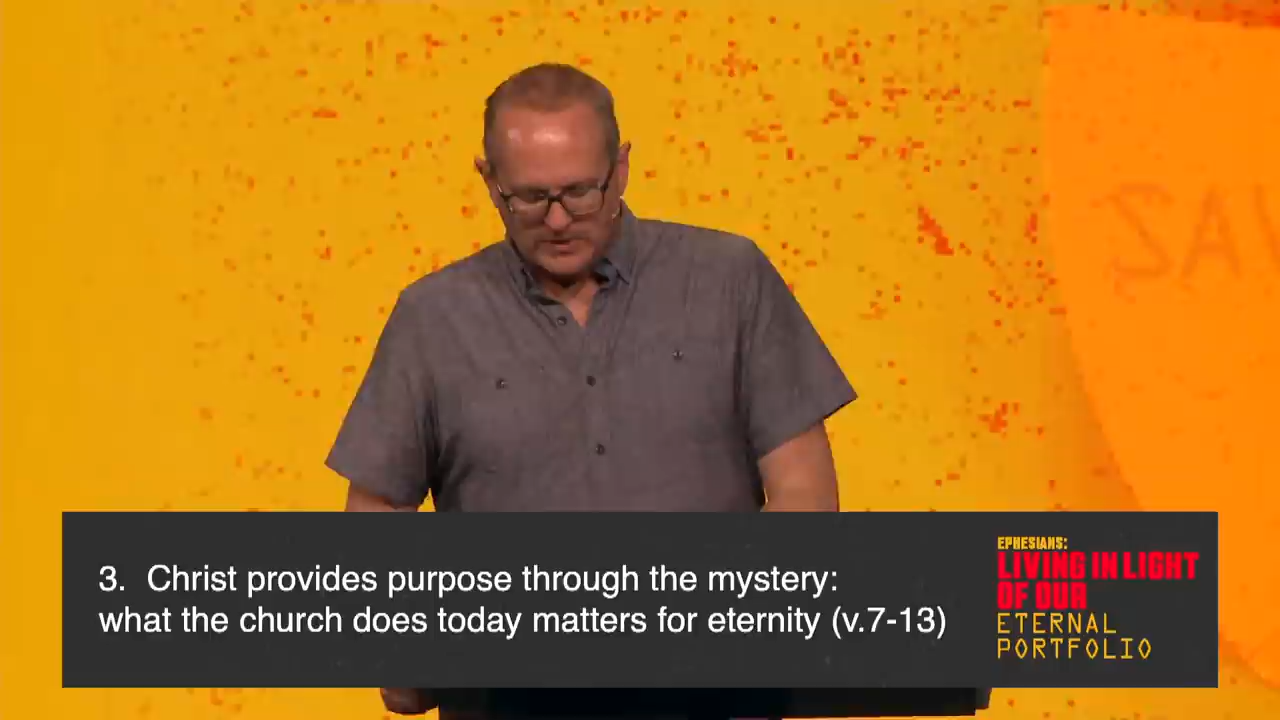 SAV
3. Christ provides purpose through the mystery:
what the church does today matters for eternity (v.7-13)
EPHESIANS:
LIVING IN LIGHT
OF OUR
ETERNAL
PORTFOLIO